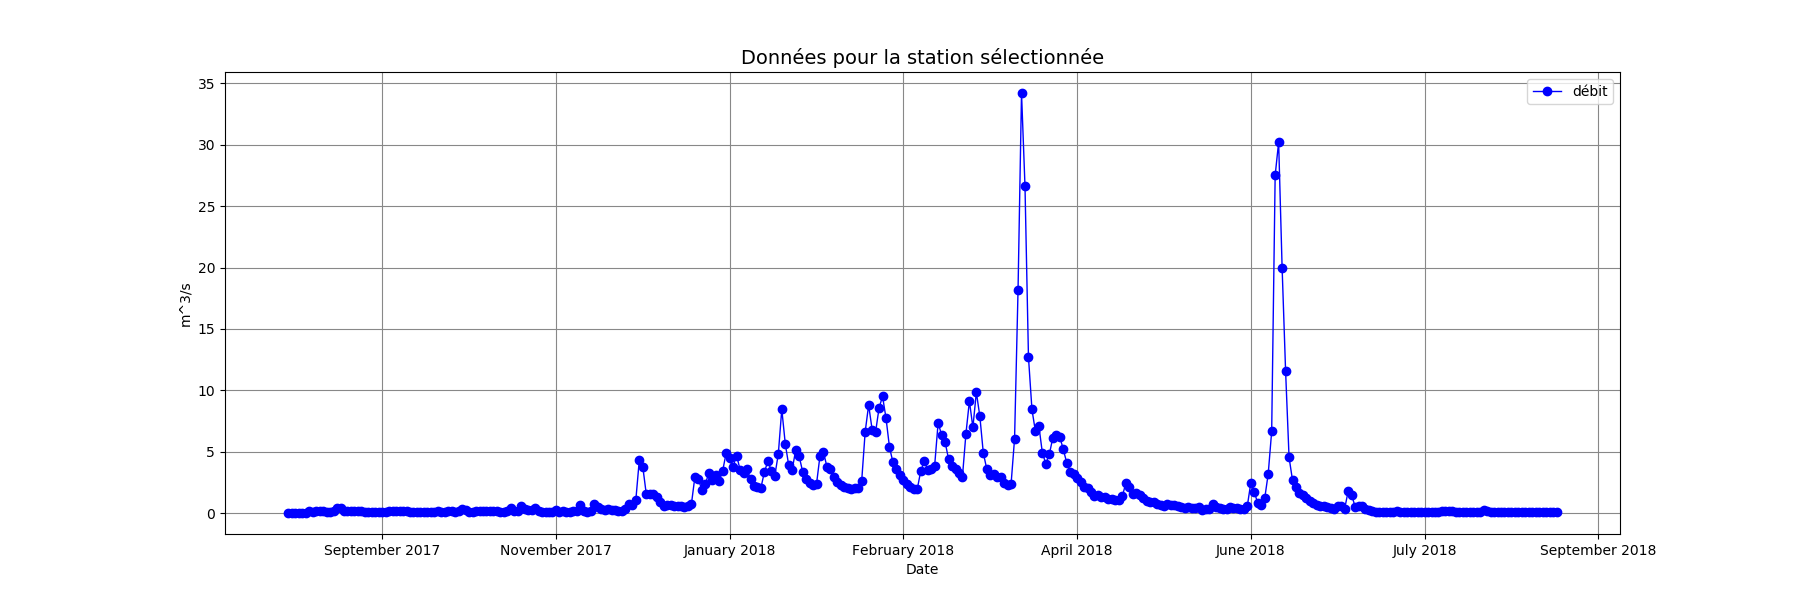 Données pour la station sélectionnée
débit
m^3/s
35
30
25
20
15
10
5
0
September 2017 November 2017 January 2018 February 2018 April 2018 June 2018 July 2018 September 2018
Date